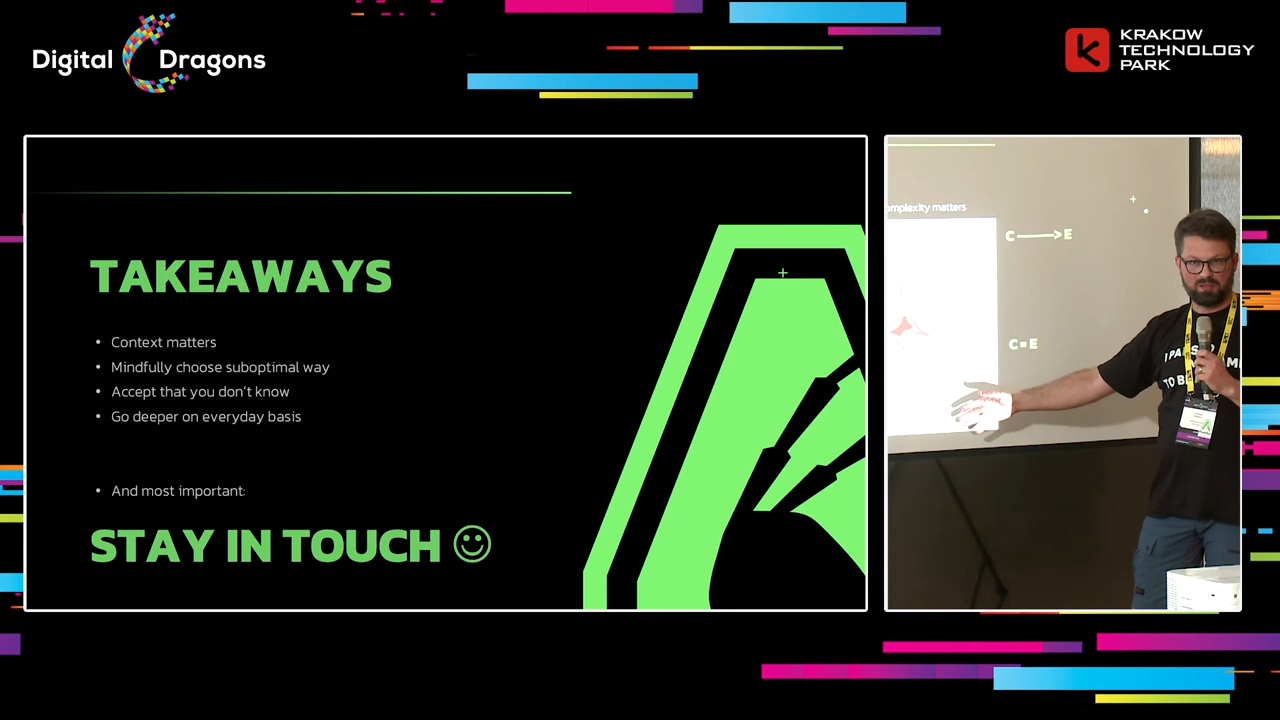 Digital Dragons
KRAKOW
TECHNOLOGY
PARK
TAKEAWAYS
• Context matters
• Mindfully choose suboptimal way
• Accept that you don't know
• Go deeper on everyday basis
• And most important:
STAY IN TOUCH ☺
matters
C → E
C = E